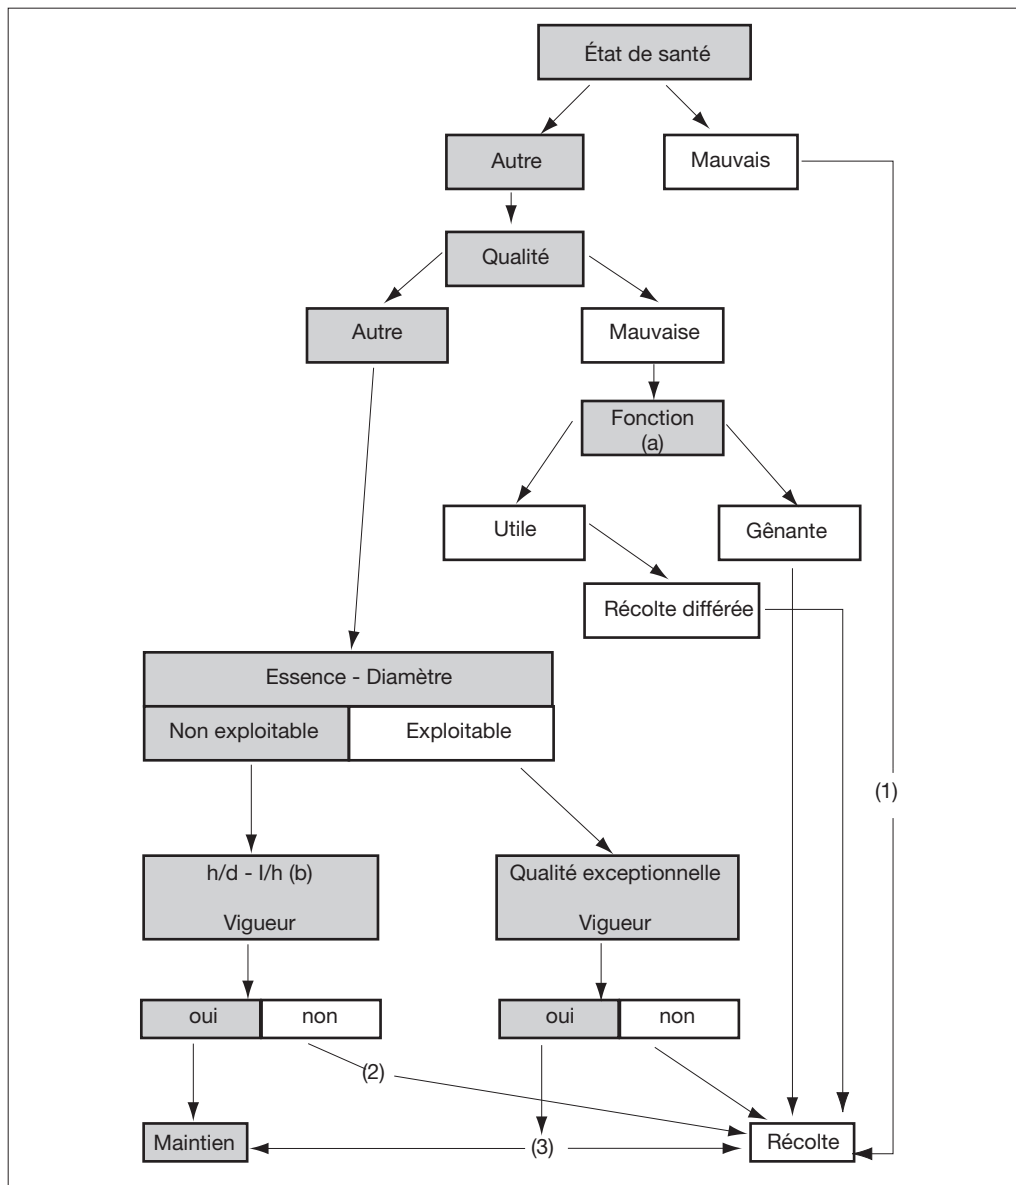 État de santé
Autre
Mauvais
Qualité
Autre
Mauvaise
Fonction
(a)
Utile
Gênante
Récolte différée
Essence - Diamètre
Non exploitable
Exploitable
(1)
h/d - l/h (b)
Vigueur
Qualité exceptionnelle
Vigueur
oui
non
oui
non
(2)
Maintien
(3)
Récolte